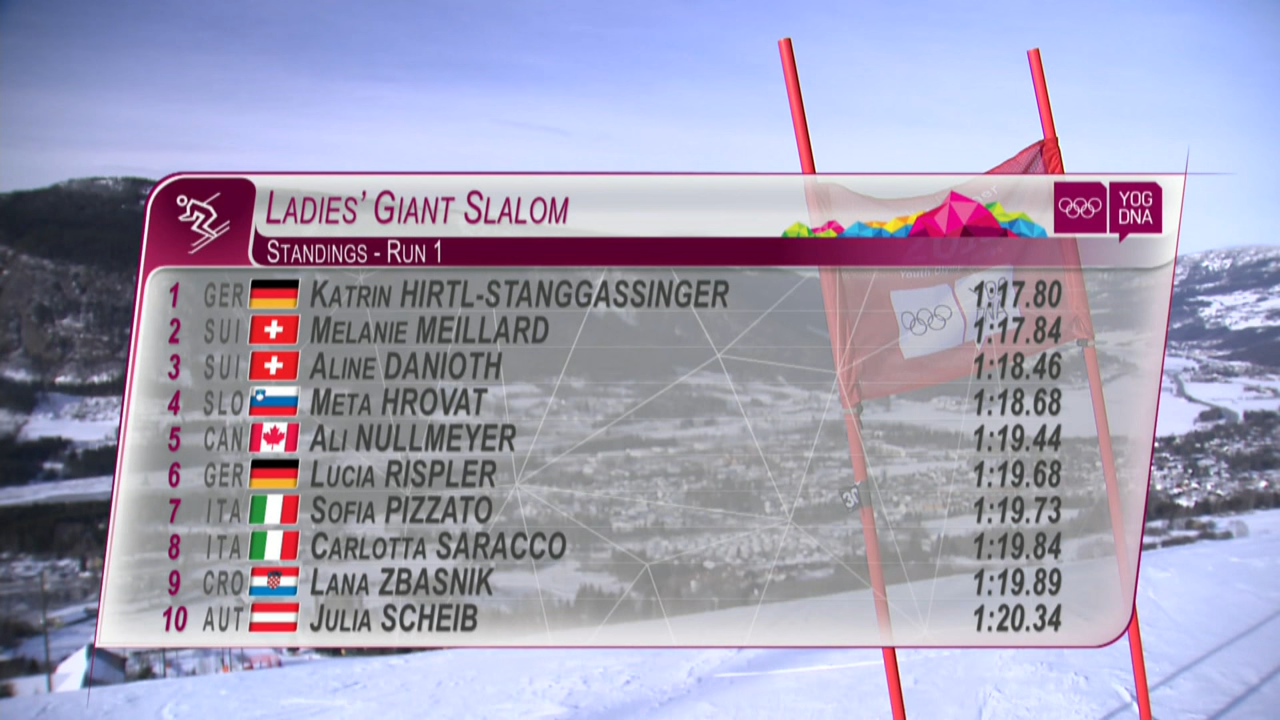 LADIES' GIANT SLALOM
YOG
DNA
STANDINGS - RUN 1
1 GER KATRIN HIRTL-STANGGASSINGER 1:17.80
2 SUI MELANIE MEILLARD 1:17.84
3 SUI ALINE DANIOTH 1:18.46
4 SLO META HROVAT 1:18.68
5 CAN ALI NULLMEYER 1:19.44
6 GER LUCIA RISPLER 1:19.68
7 ITA SOFIA PIZZATO 1:19.73
8 ITA CARLOTTA SARACCO 1:19.84
9 CRO LANA ZBASNIK 1:19.89
10 AUT JULIA SCHEIB 1:20.34
30